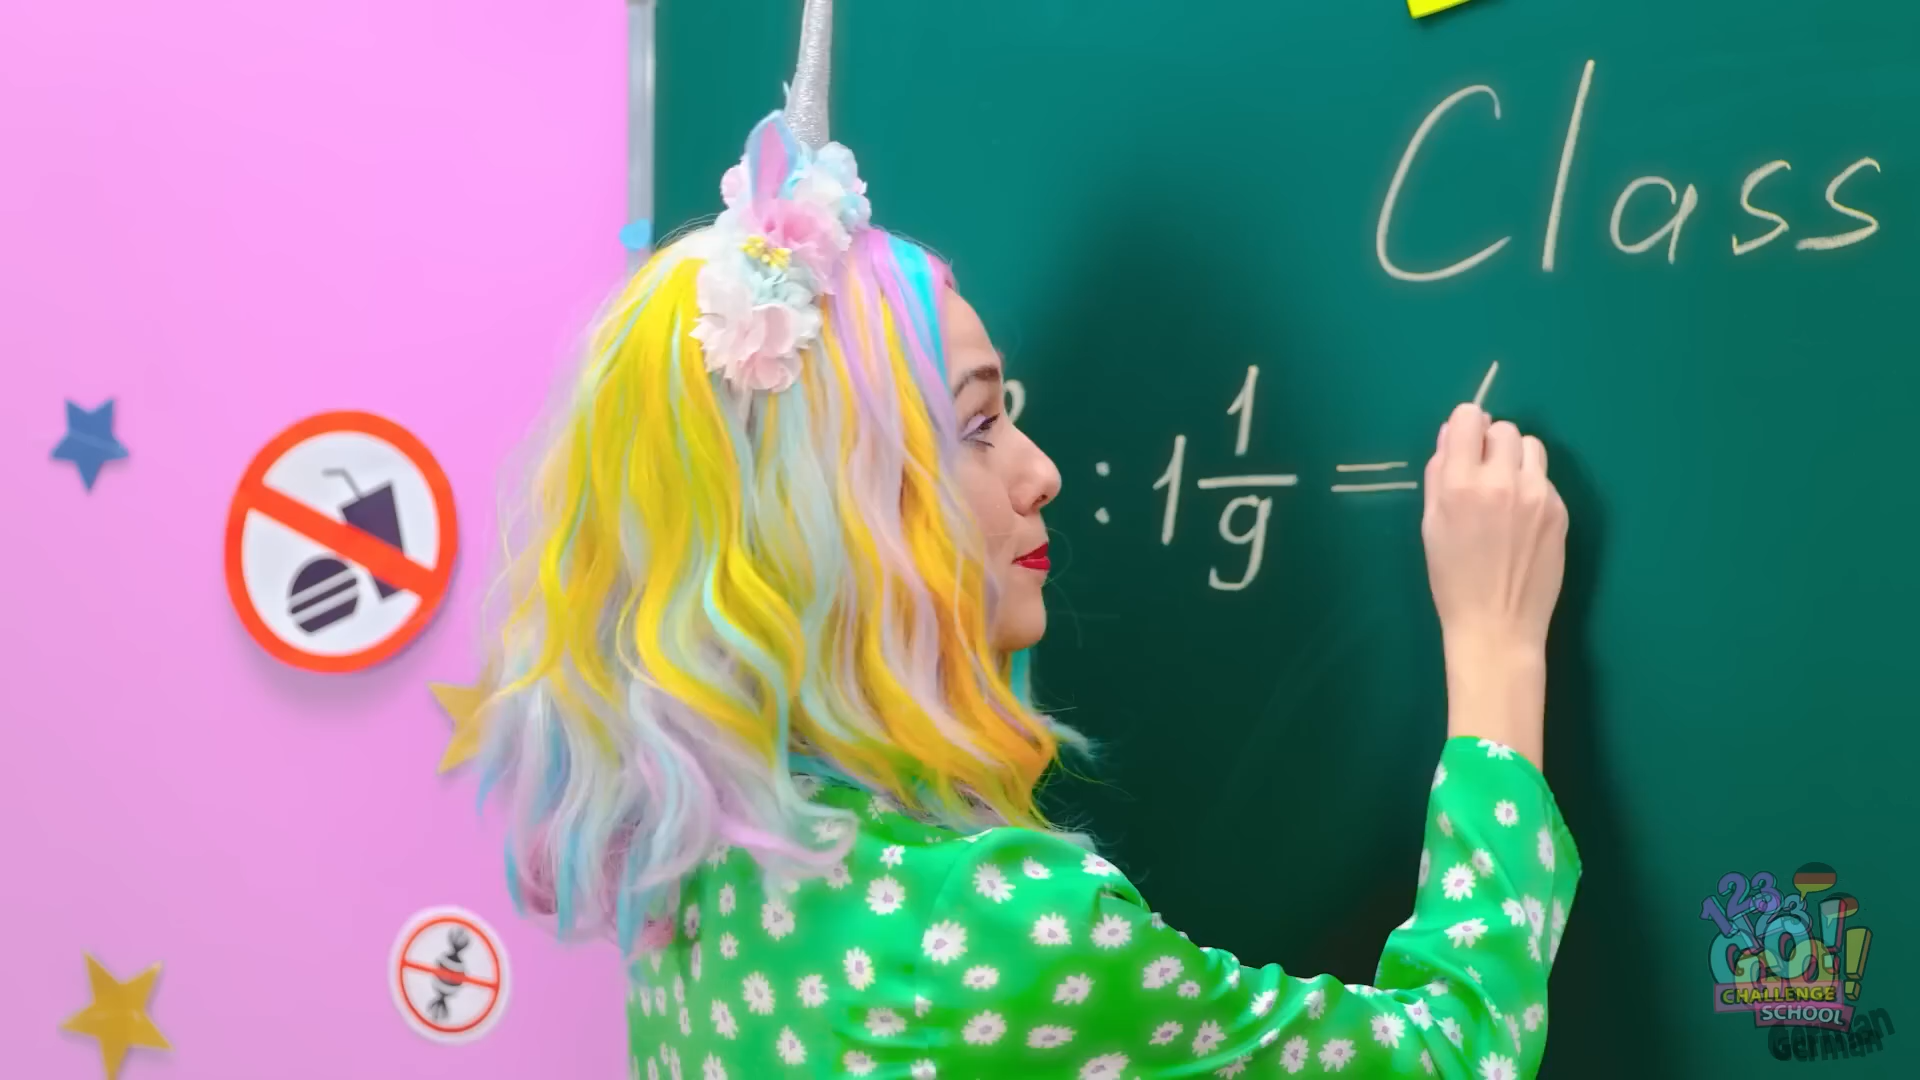 Class
: 1 1/9 =
123 GO!
CHALLENGE
SCHOOL
German